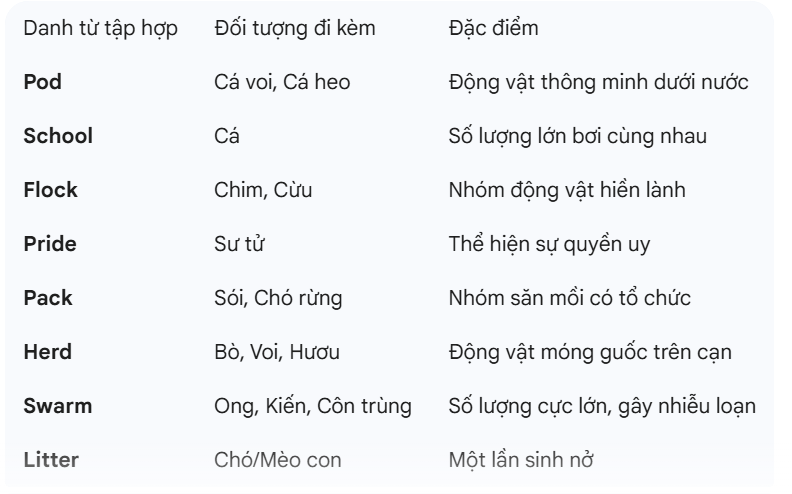 Danh từ tập hợp Đối tượng đi kèm Đặc điểm
Pod Cá voi, Cá heo Động vật thông minh dưới nước
School Cá Số lượng lớn bơi cùng nhau
Flock Chim, Cừu Nhóm động vật hiền lành
Pride Sư tử Thể hiện sự quyền uy
Pack Sói, Chó rừng Nhóm săn mồi có tổ chức
Herd Bò, Voi, Hươu Động vật móng guốc trên cạn
Swarm Ong, Kiến, Côn trùng Số lượng cực lớn, gây nhiễu loạn
Litter Chó/Mèo con Một lần sinh nở